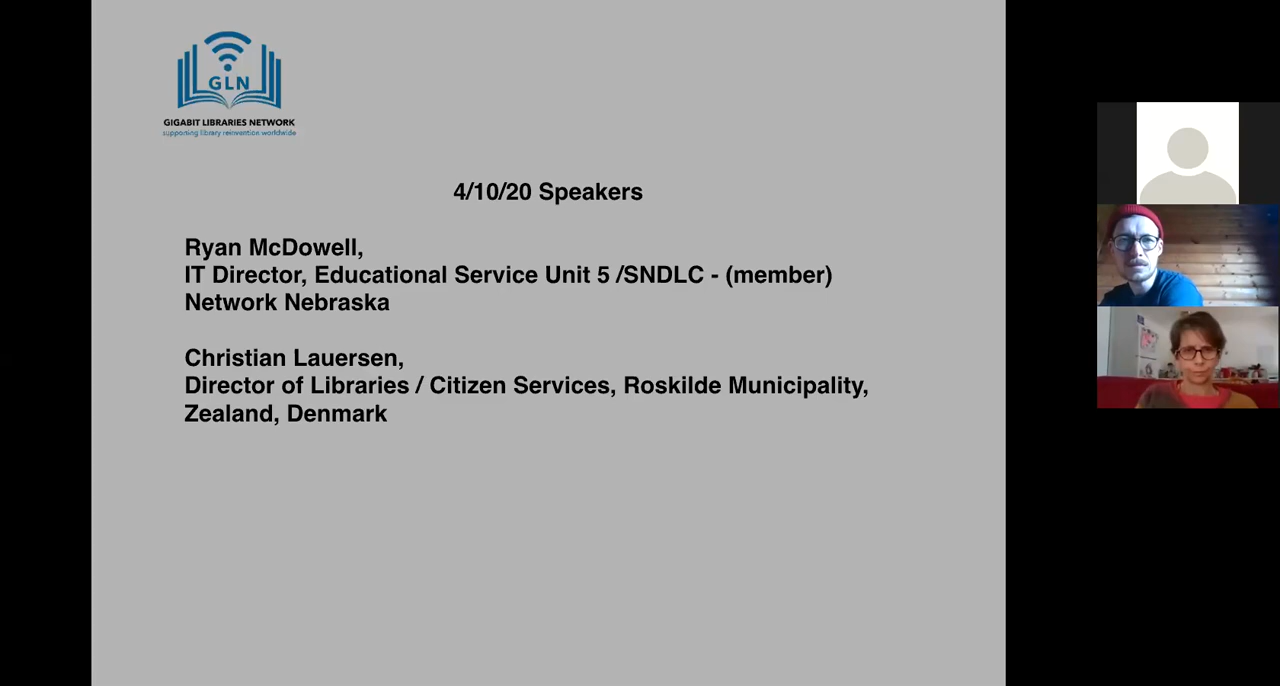 GLN
GIGABIT LIBRARIES NETWORK
supporting library reinvention worldwide
4/10/20 Speakers
Ryan McDowell,
IT Director, Educational Service Unit 5 /SNDLC - (member)
Network Nebraska
Christian Lauersen,
Director of Libraries / Citizen Services, Roskilde Municipality,
Zealand, Denmark